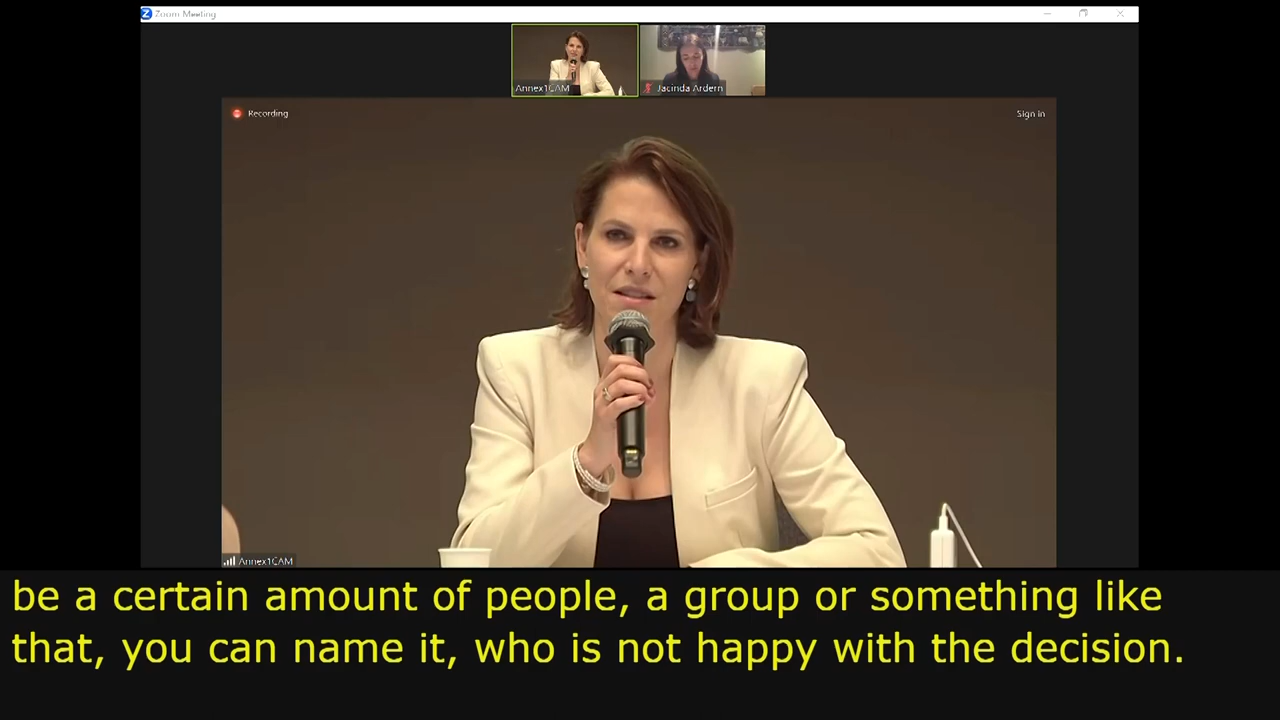 Zoom Meeting
Annex1CAM
Jacinda Ardern
Recording
Sign in
Annex1CAM
be a certain amount of people, a group or something like
that, you can name it, who is not happy with the decision.